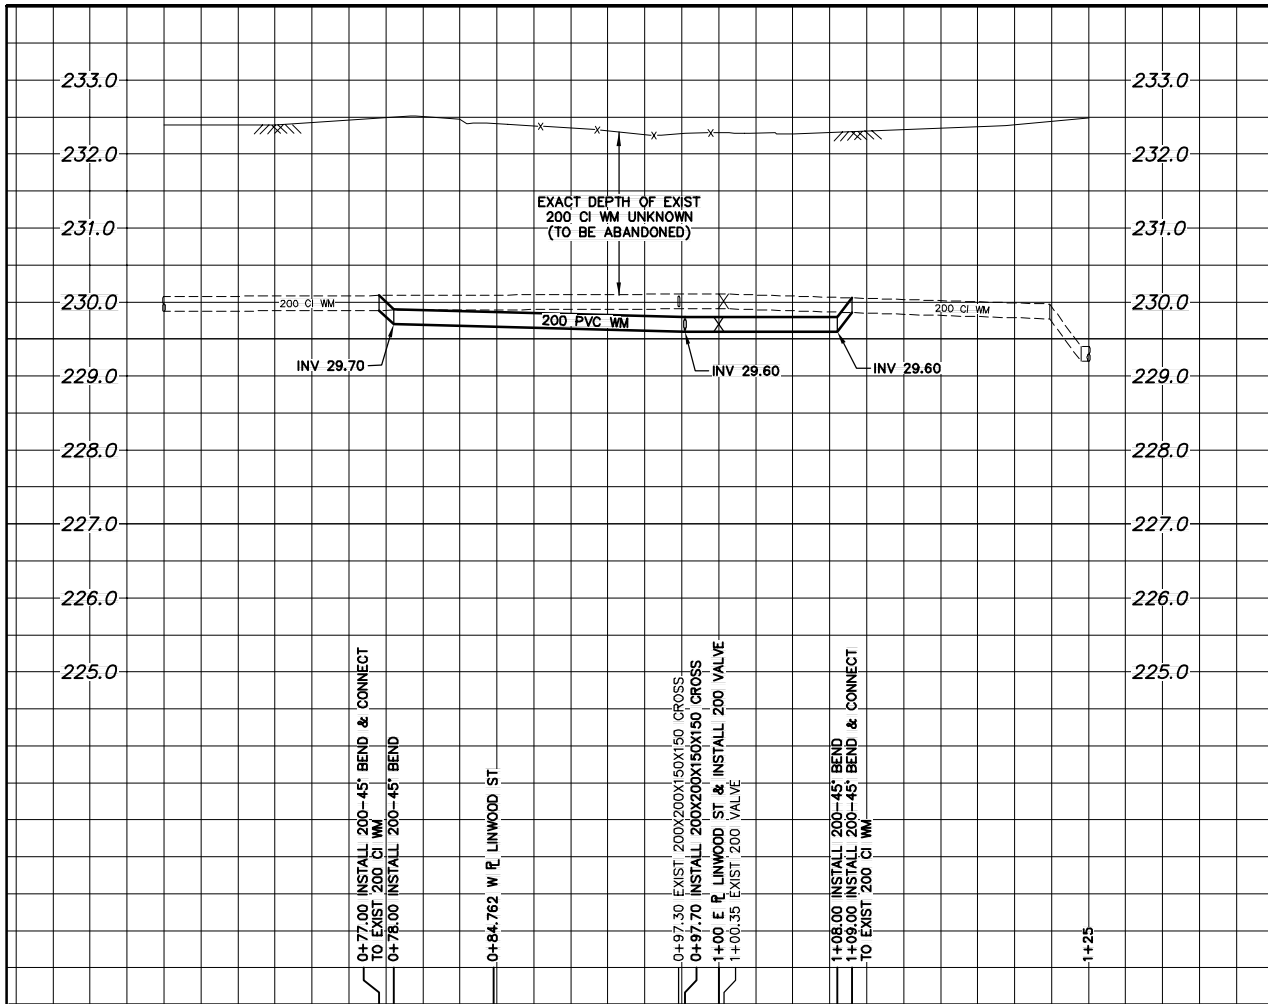 233.0
233.0
232.0
232.0
EXACT DEPTH OF EXIST
200 CI WM UNKNOWN
(TO BE ABANDONED)
231.0
231.0
230.0
200 CI WM
200 CI WM
230.0
200 PVC WM
INV 29.70
INV 29.60
INV 29.60
229.0
229.0
228.0
228.0
227.0
227.0
226.0
226.0
225.0
225.0
0+77.00 INSTALL 200-45° BEND & CONNECT
TO EXIST 200 CI WM
0+78.00 INSTALL 200-45° BEND
0+84.762 W PL LINWOOD ST
0+97.30 EXIST 200X200X150X150 CROSS
0+97.70 INSTALL 200X200X150X150 CROSS
1+00 E PL LINWOOD ST & INSTALL 200 VALVE
1+00.35 EXIST 200 VALVE
1+08.00 INSTALL 200-45° BEND
1+09.00 INSTALL 200-45° BEND & CONNECT
TO EXIST 200 CI WM
1+25